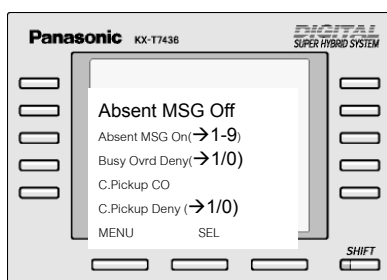 Panasonic KX-T7436 DIGITAL
SUPER HYBRID SYSTEM
Absent MSG Off
Absent MSG On(→1-9)
Busy Ovrd Deny(→1/0)
C.Pickup CO
C.Pickup Deny (→1/0)
MENU SEL
SHIFT